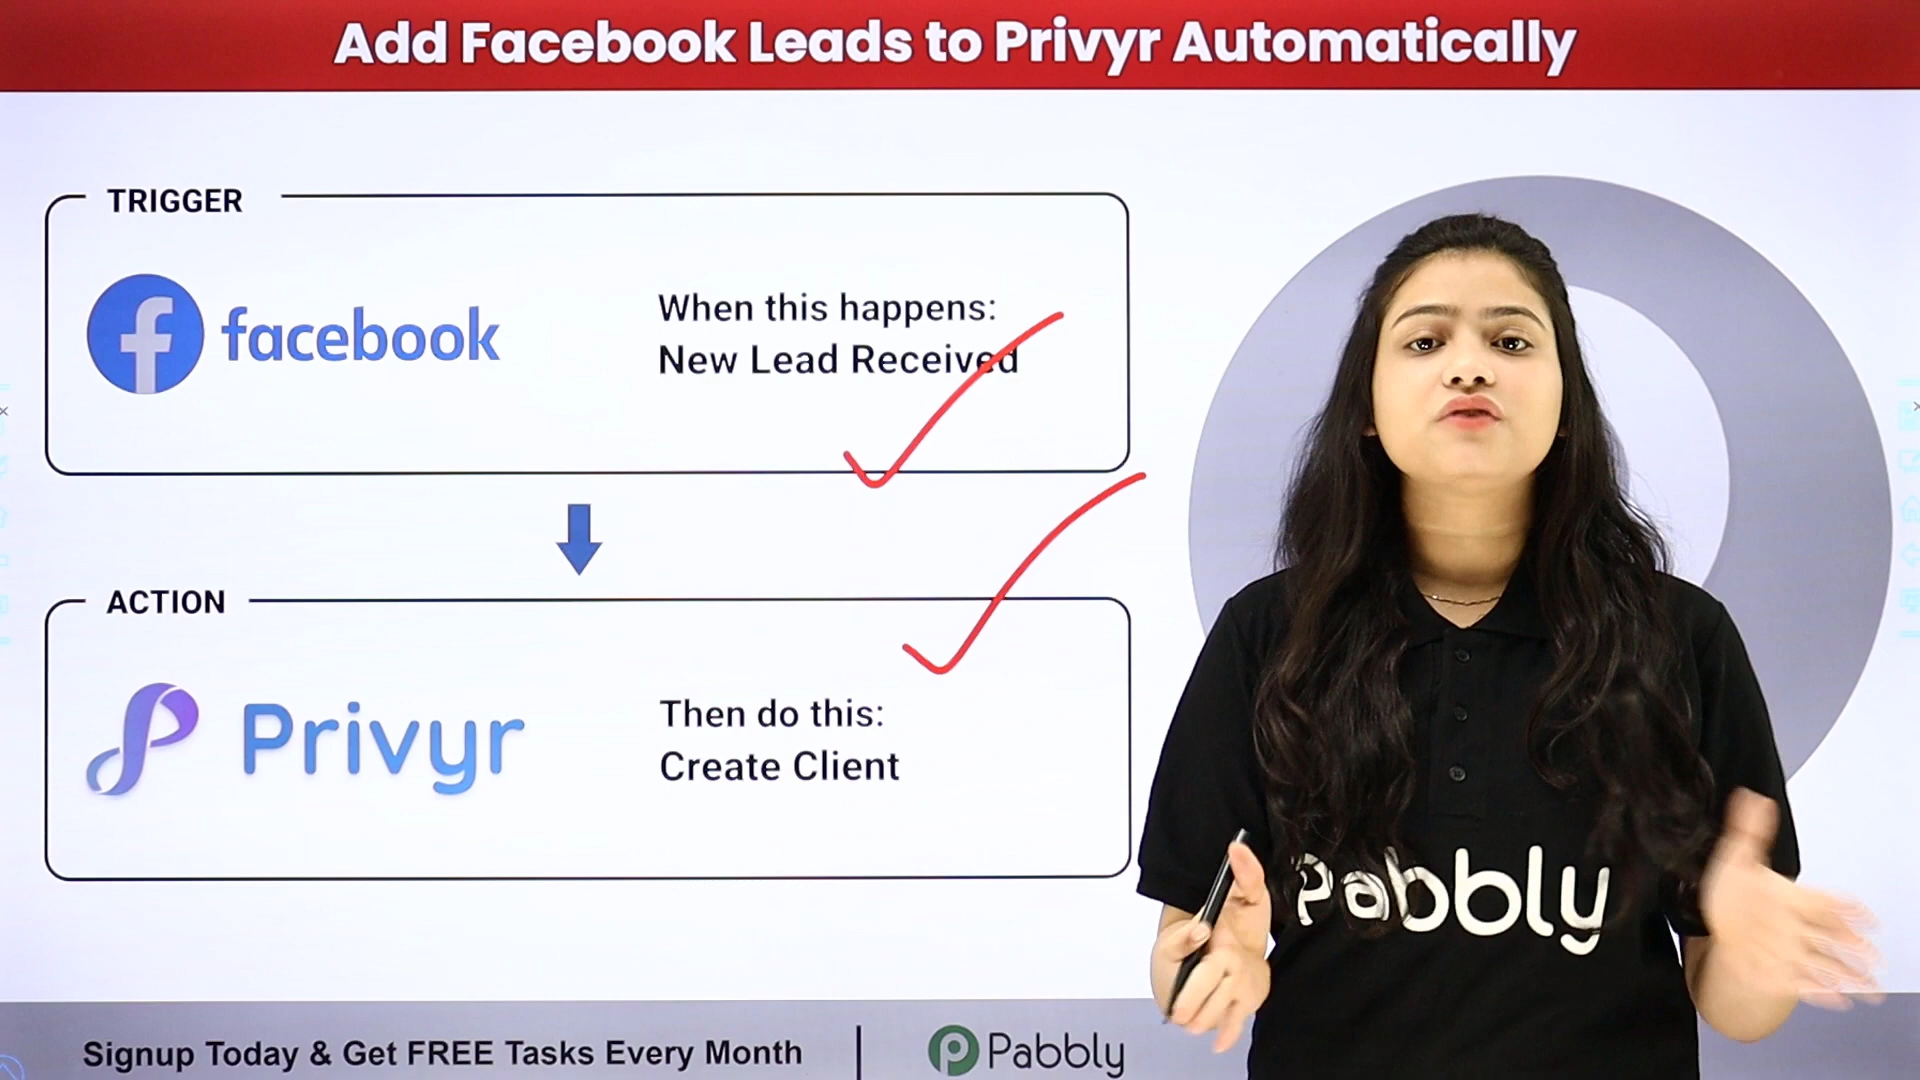 Add Facebook Leads to Privyr Automatically
TRIGGER
facebook
When this happens:
New Lead Received
ACTION
Privyr
Then do this:
Create Client
Pabbly
Signup Today & Get FREE Tasks Every Month
Pabbly